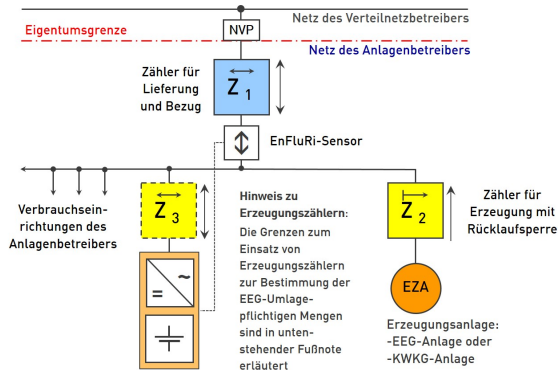 Netz des Verteilnetzbetreibers
Eigentumsgrenze
NVP
Netz des Anlagenbetreibers
Zähler für
Lieferung
und Bezug
Z 1
EnFluRi-Sensor
Verbrauchsein-
richtungen des
Anlagenbetreibers
Z 3
Hinweis zu
Erzeugungszählern:
Die Grenzen zum
Einsatz von
Erzeugungszählern
zur Bestimmung der
EEG-Umlage-
pflichtigen Mengen
sind in unten-
stehender Fußnote
erläutert
Z 2
Zähler für
Erzeugung mit
Rücklaufsperre
EZA
Erzeugungsanlage:
-EEG-Anlage oder
-KWKG-Anlage